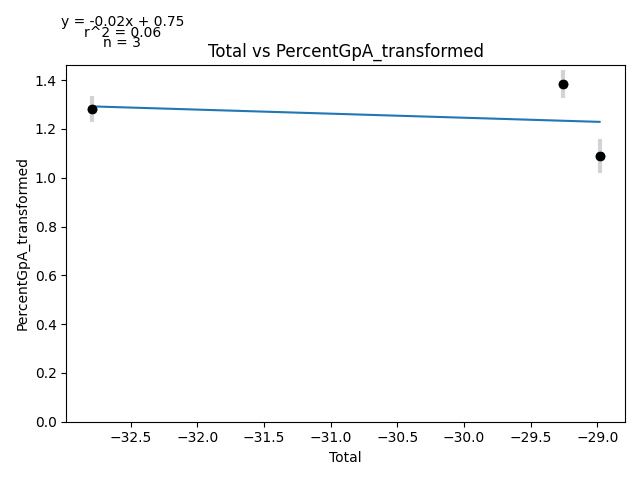 y = -0.02x + 0.75
r^2 = 0.06
n = 3
Total vs PercentGpA_transformed
PercentGpA_transformed
1.4
1.2
1.0
0.8
0.6
0.4
0.2
0.0
−32.5 −32.0 −31.5 −31.0 −30.5 −30.0 −29.5 −29.0
Total